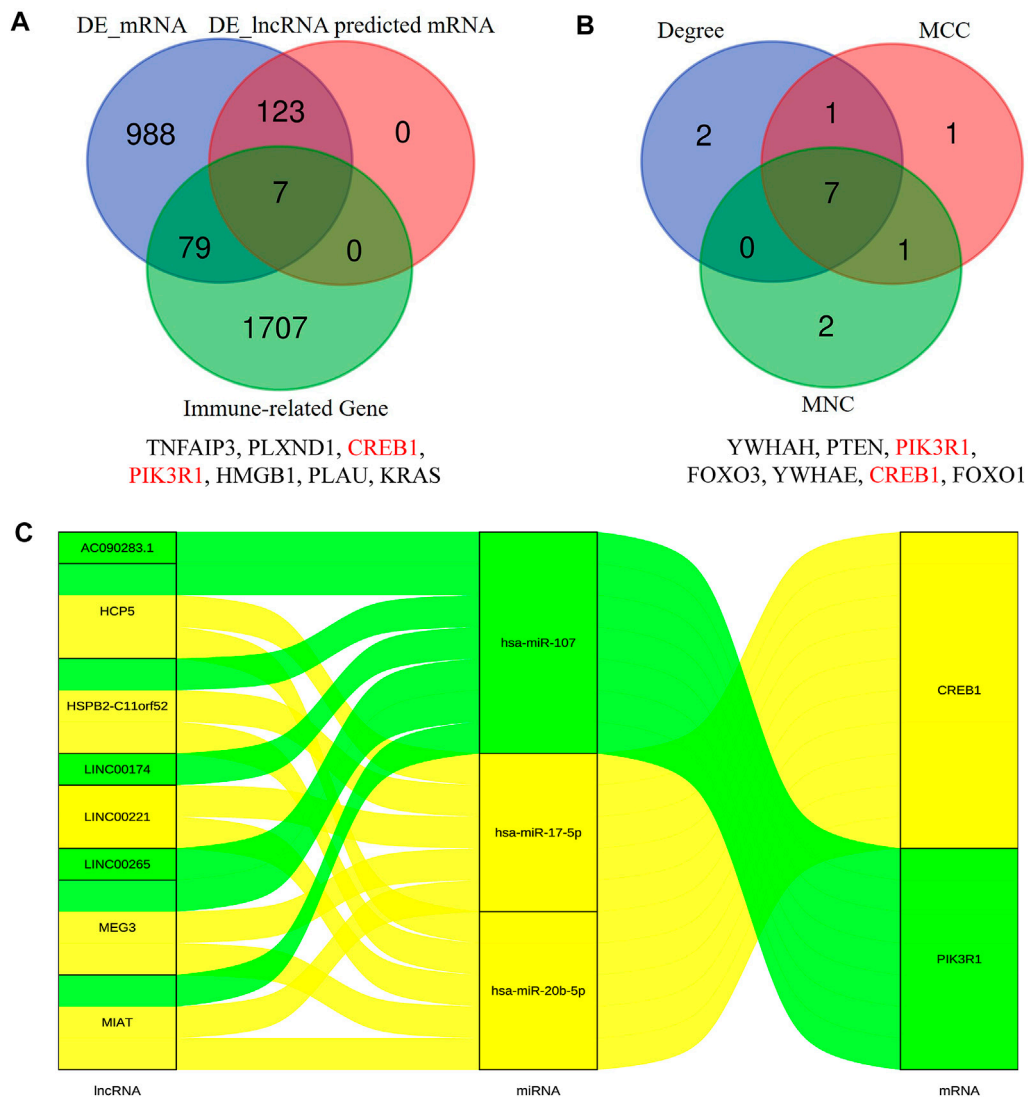 A
DE_mRNA
DE_lncRNA predicted mRNA
988
123
0
7
79
0
1707
Immune-related Gene
TNFAIP3, PLXND1, CREB1,
PIK3R1, HMGB1, PLAU, KRAS
B
Degree
MCC
2
1
1
7
0
1
2
MNC
YWHAH, PTEN, PIK3R1,
FOXO3, YWHAE, CREB1, FOXO1
C
AC090283.1
HCP5
HSPB2-C11orf52
LINC00174
LINC00221
LINC00265
MEG3
MIAT
lncRNA
hsa-miR-107
hsa-miR-17-5p
hsa-miR-20b-5p
miRNA
CREB1
PIK3R1
mRNA